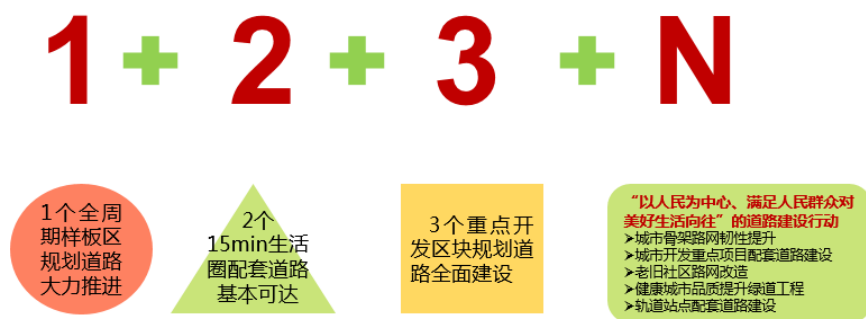 1 + 2 + 3 + N
1个全周
期样板区
规划道路
大力推进
2个
15min生活
圈配套道路
基本可达
3个重点开
发区块规划道
路全面建设
“以人民为中心、满足人民群众对
美好生活向往”的道路建设行动
➢城市骨架路网韧性提升
➢城市开发重点项目配套道路建设
➢老旧社区路网改造
➢健康城市品质提升绿道工程
➢轨道站点配套道路建设